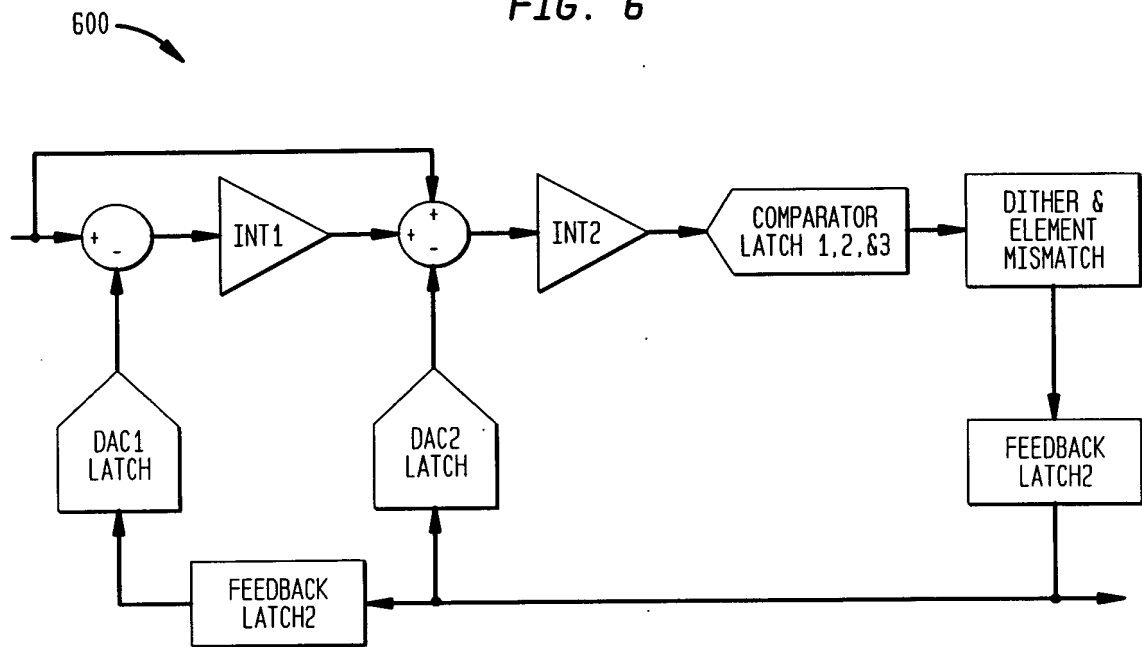 FIG. 6
600
+
-
INT1
+
+
-
INT2
COMPARATOR
LATCH 1,2,&3
DITHER &
ELEMENT
MISMATCH
DAC1
LATCH
DAC2
LATCH
FEEDBACK
LATCH2
FEEDBACK
LATCH2